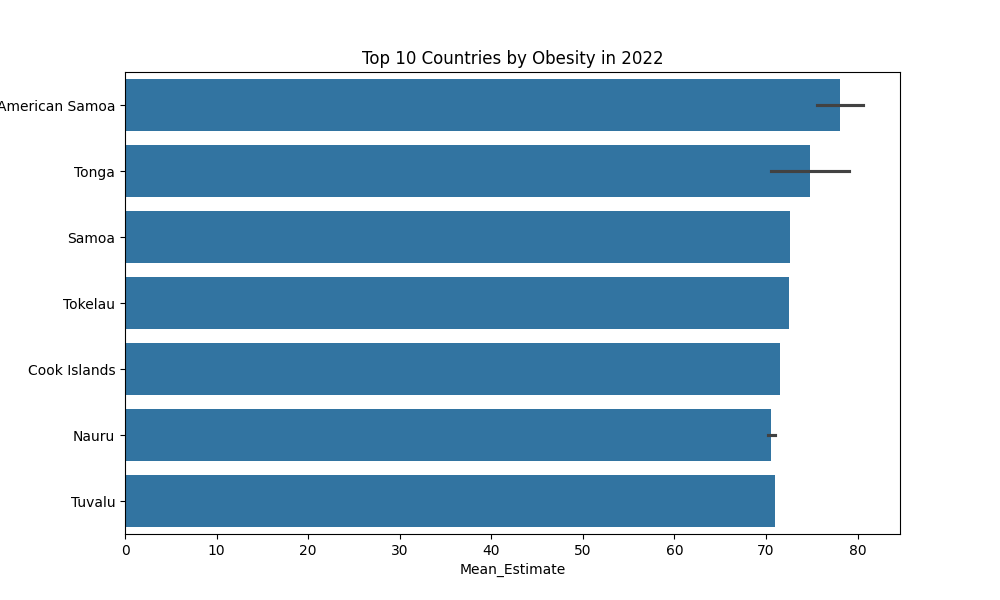 Top 10 Countries by Obesity in 2022
American Samoa
Tonga
Samoa
Tokelau
Cook Islands
Nauru
Tuvalu
0 10 20 30 40 50 60 70 80
Mean_Estimate